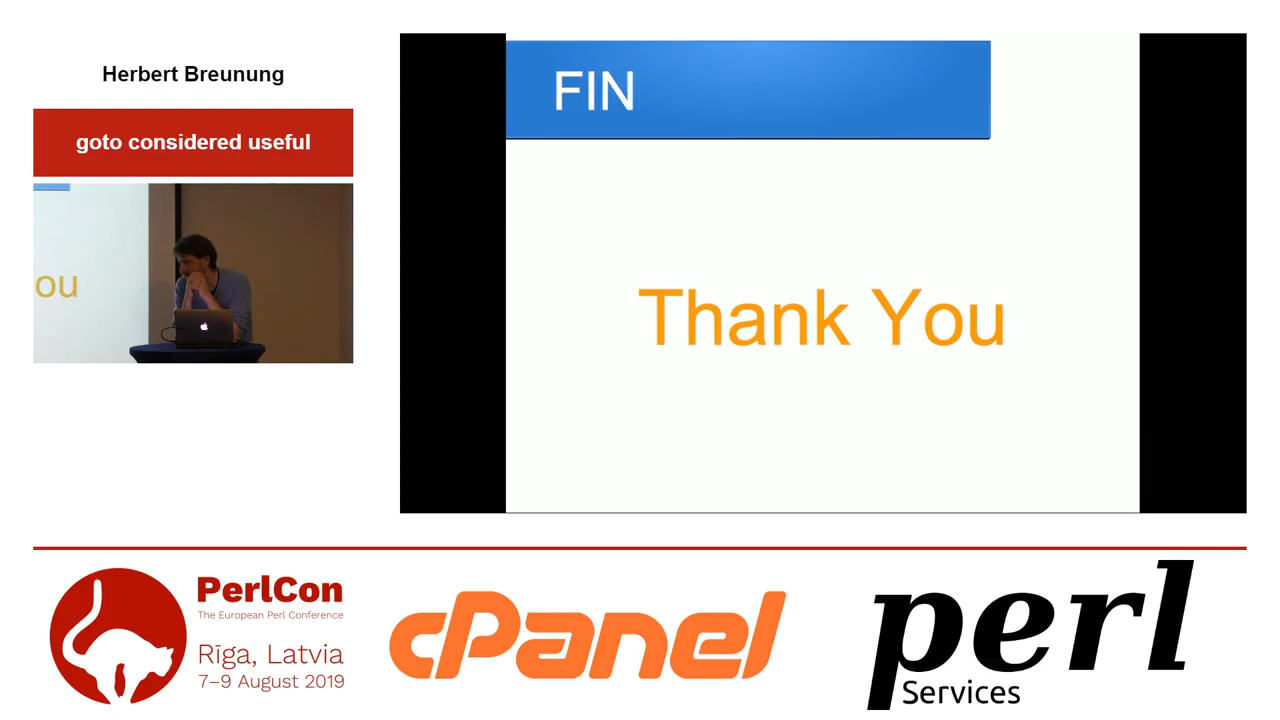 Herbert Breunung
goto considered useful
ou
FIN
Thank You
PerlCon
The European Perl Conference
Rīga, Latvia
7–9 August 2019
cPanel
perl
Services